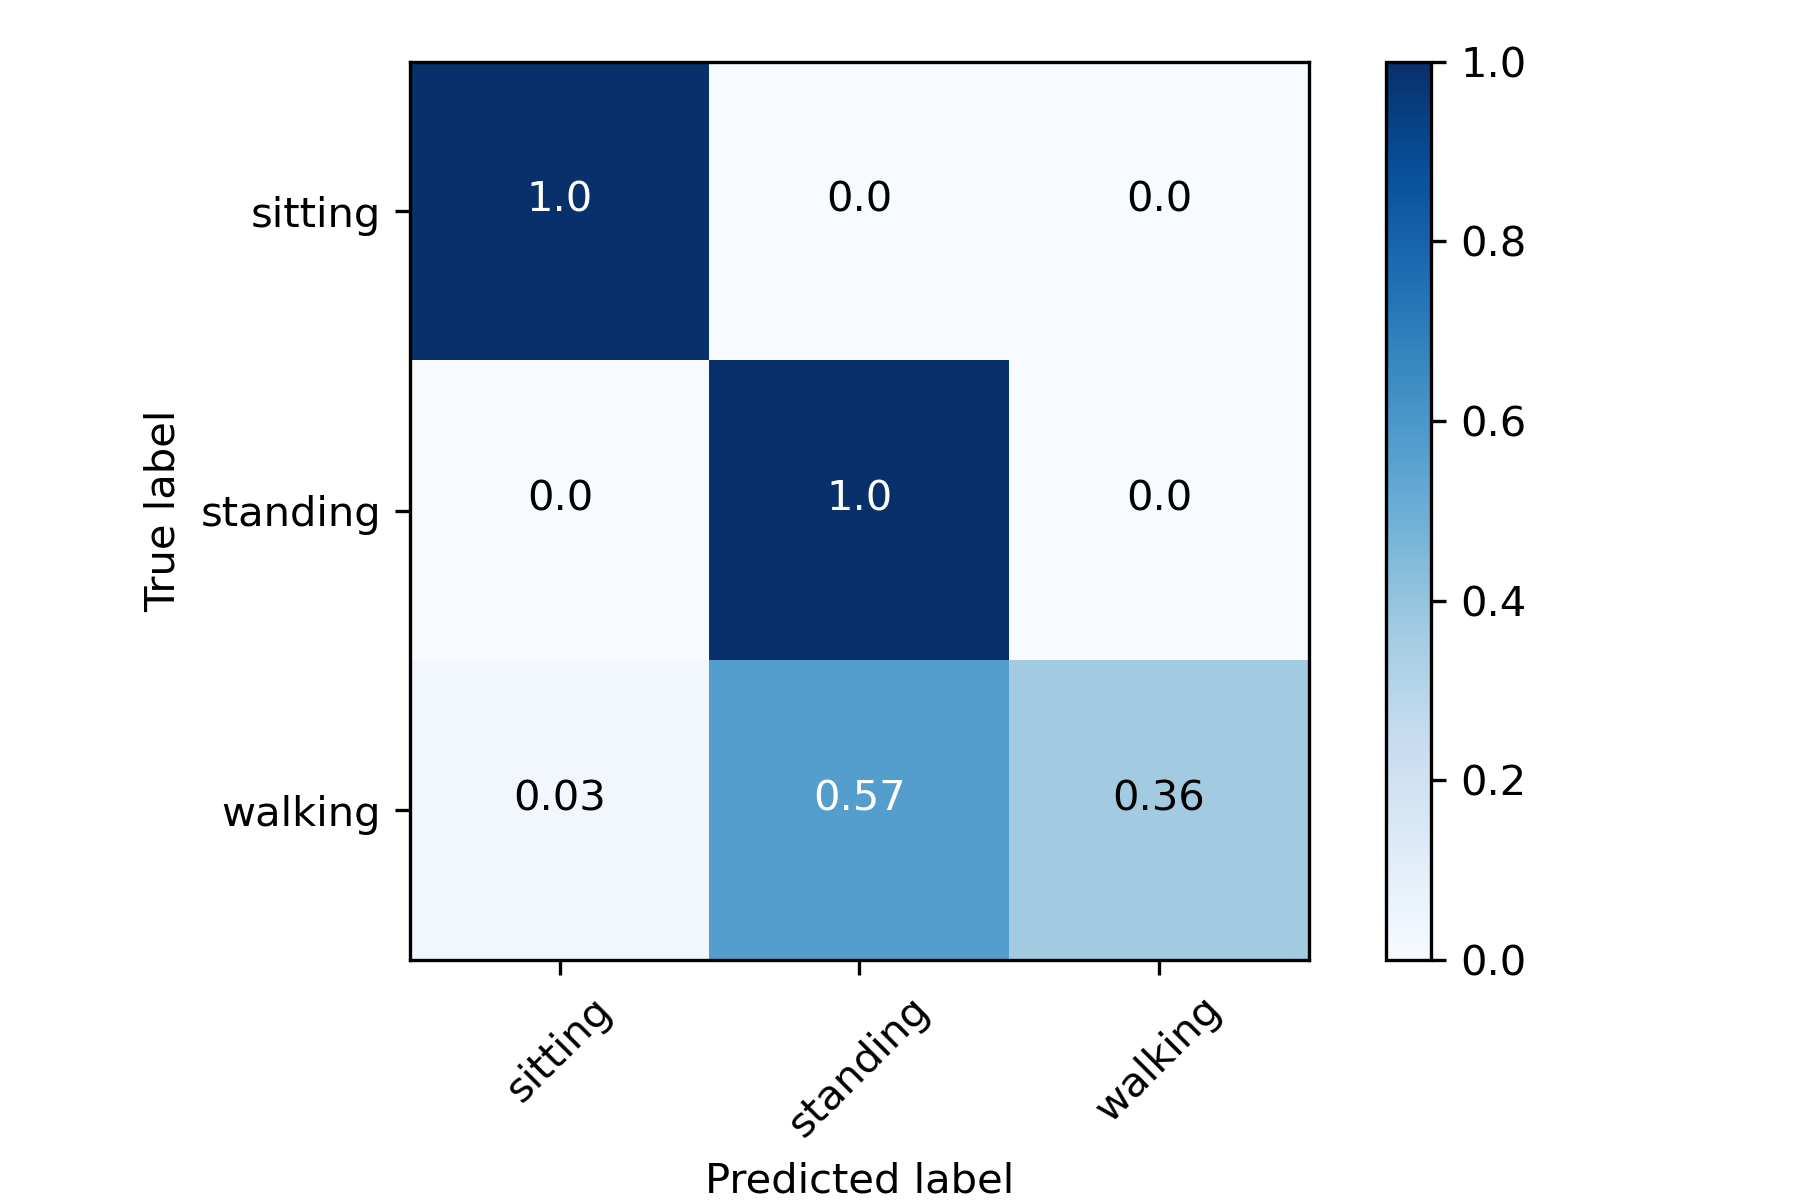 True label
sitting
standing
walking
1.0 0.0 0.0
0.0 1.0 0.0
0.03 0.57 0.36
sitting standing walking
Predicted label
1.0
0.8
0.6
0.4
0.2
0.0